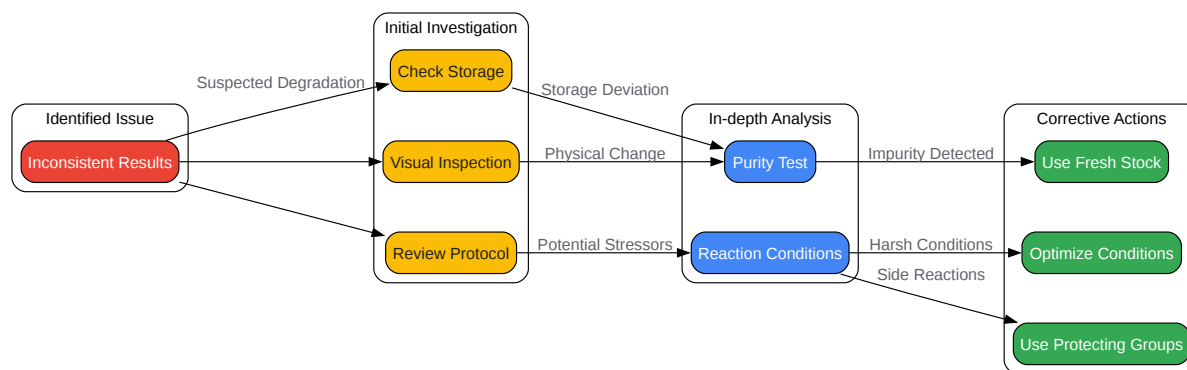 Identified Issue
Inconsistent Results
Suspected Degradation
Initial Investigation
Check Storage
Visual Inspection
Review Protocol
Storage Deviation
Physical Change
Potential Stressors
In-depth Analysis
Purity Test
Reaction Conditions
Impurity Detected
Harsh Conditions
Side Reactions
Corrective Actions
Use Fresh Stock
Optimize Conditions
Use Protecting Groups